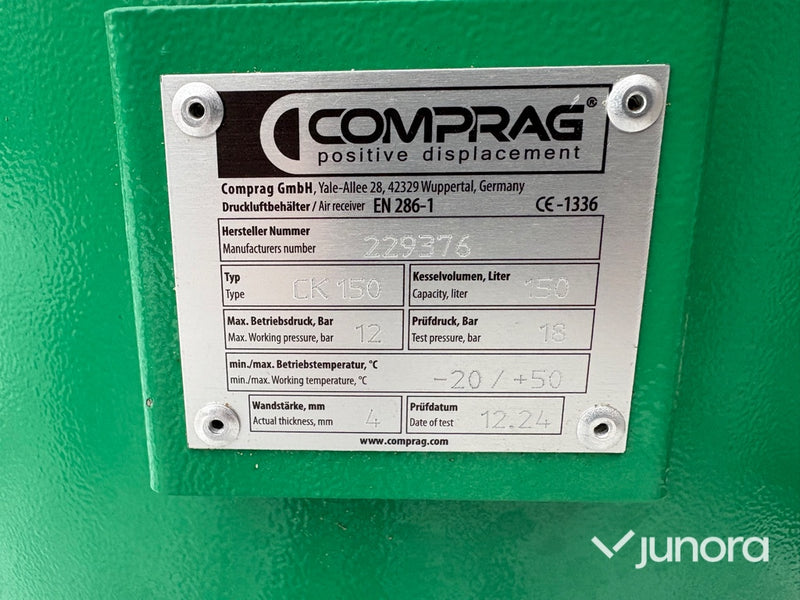 COMPRAG®
positive displacement
Comprag GmbH, Yale-Allee 28, 42329 Wuppertal, Germany
Druckluftbehälter / Air receiver EN 286-1 CE-1336
Hersteller Nummer
Manufacturers number 229376
Typ
Type CK 150
Kesselvolumen, Liter
Capacity, liter 150
Max. Betriebsdruck, Bar
Max. Working pressure, bar 12
Prüfdruck, Bar
Test pressure, bar 18
min./max. Betriebstemperatur, °C
min./max. Working temperature, °C -20 / +50
Wandstärke, mm
Actual thickness, mm 4
Prüfdatum
Date of test 12.24
www.comprag.com
junora